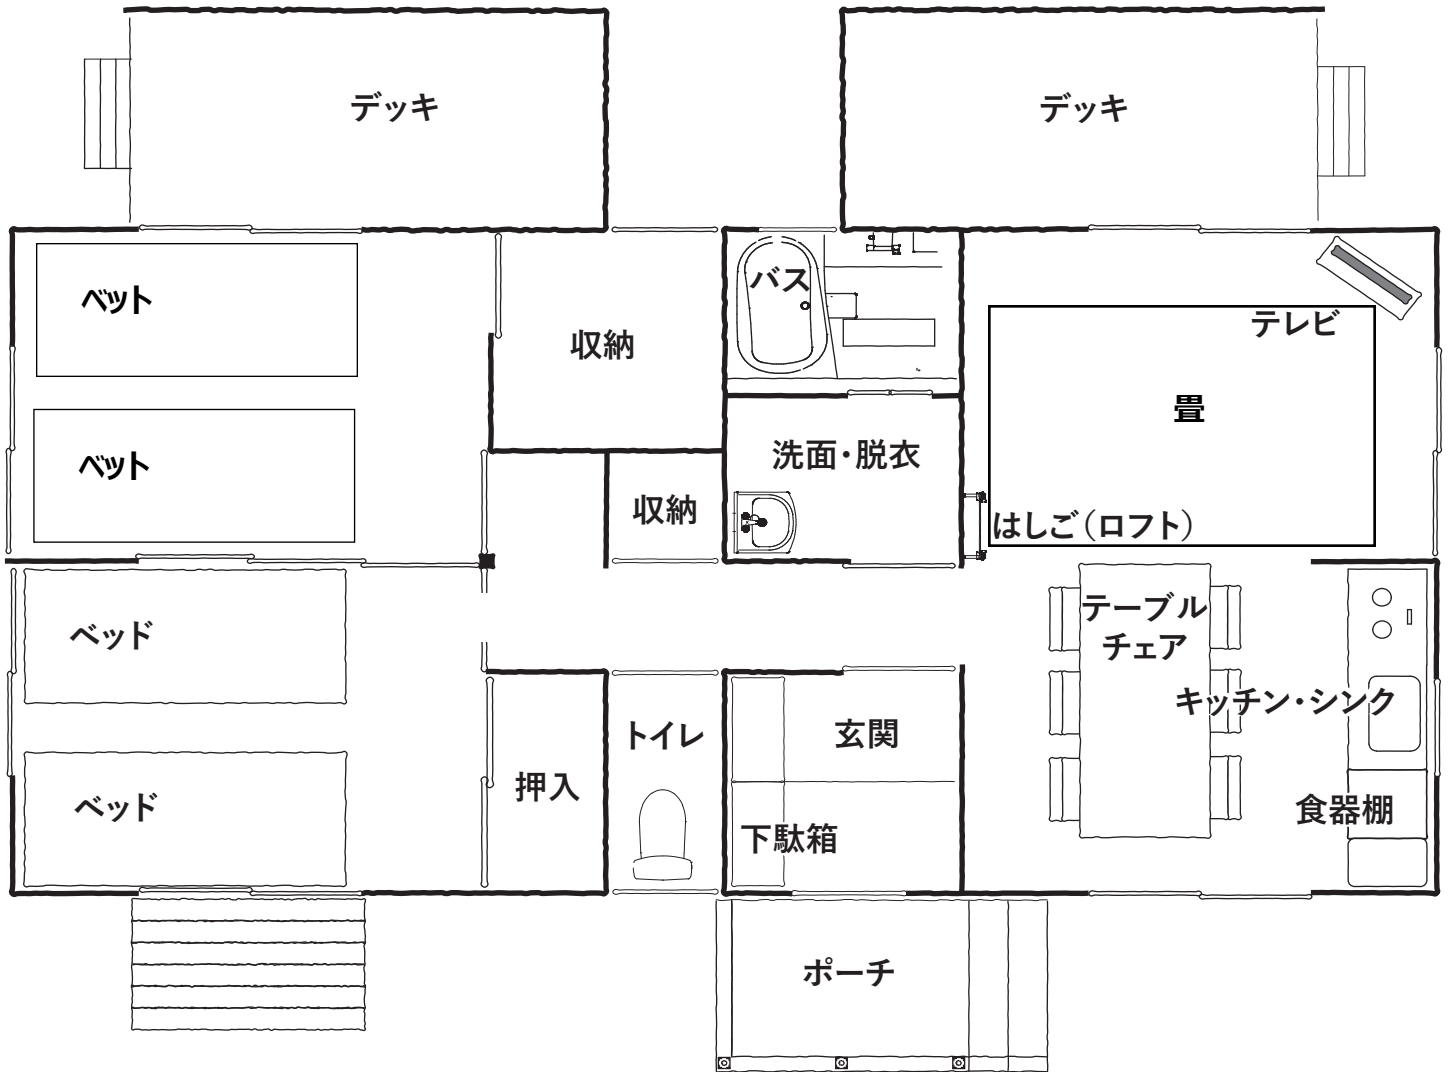 デッキ
デッキ
ベット
収納
バス
テレビ
畳
ベット
収納
洗面・脱衣
はしご（ロフト）
ベッド
テーブル
チェア
キッチン・シンク
トイレ
玄関
押入
ベッド
下駄箱
食器棚
ポーチ